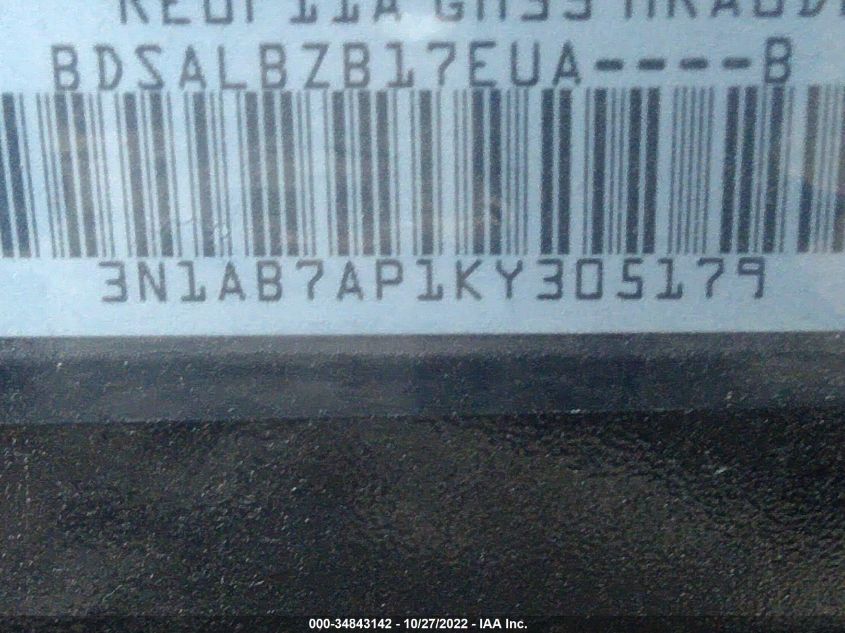 BDSALBZB17EUA----B
3N1AB7AP1KY305179
000-34843142 - 10/27/2022 - IAA Inc.